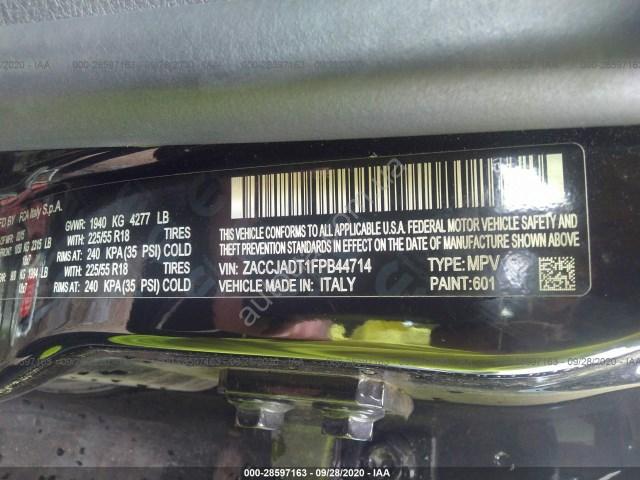 000-28597163 - 09/28/2020 - IAA
MFD BY FCA Italy S.p.A.
GVWR: 1940 KG 4277 LB
WITH: 225/55 R18 TIRES
RIMS AT: 240 KPA(35 PSI) COLD
WITH: 225/55 R18 TIRES
RIMS AT: 240 KPA(35 PSI) COLD
THIS VEHICLE CONFORMS TO ALL APPLICABLE U.S.A. FEDERAL MOTOR VEHICLE SAFETY,
BUMPER AND THEFT
PREVENTION STANDARDS IN EFFECT ON THE DATE OF MANUFACTURE SHOWN ABOVE
VIN: ZACCJADT1FPB44714 TYPE: MPV
VEHICLE MADE IN: ITALY PAINT:601
000-28597163 - 09/28/2020 - IAA